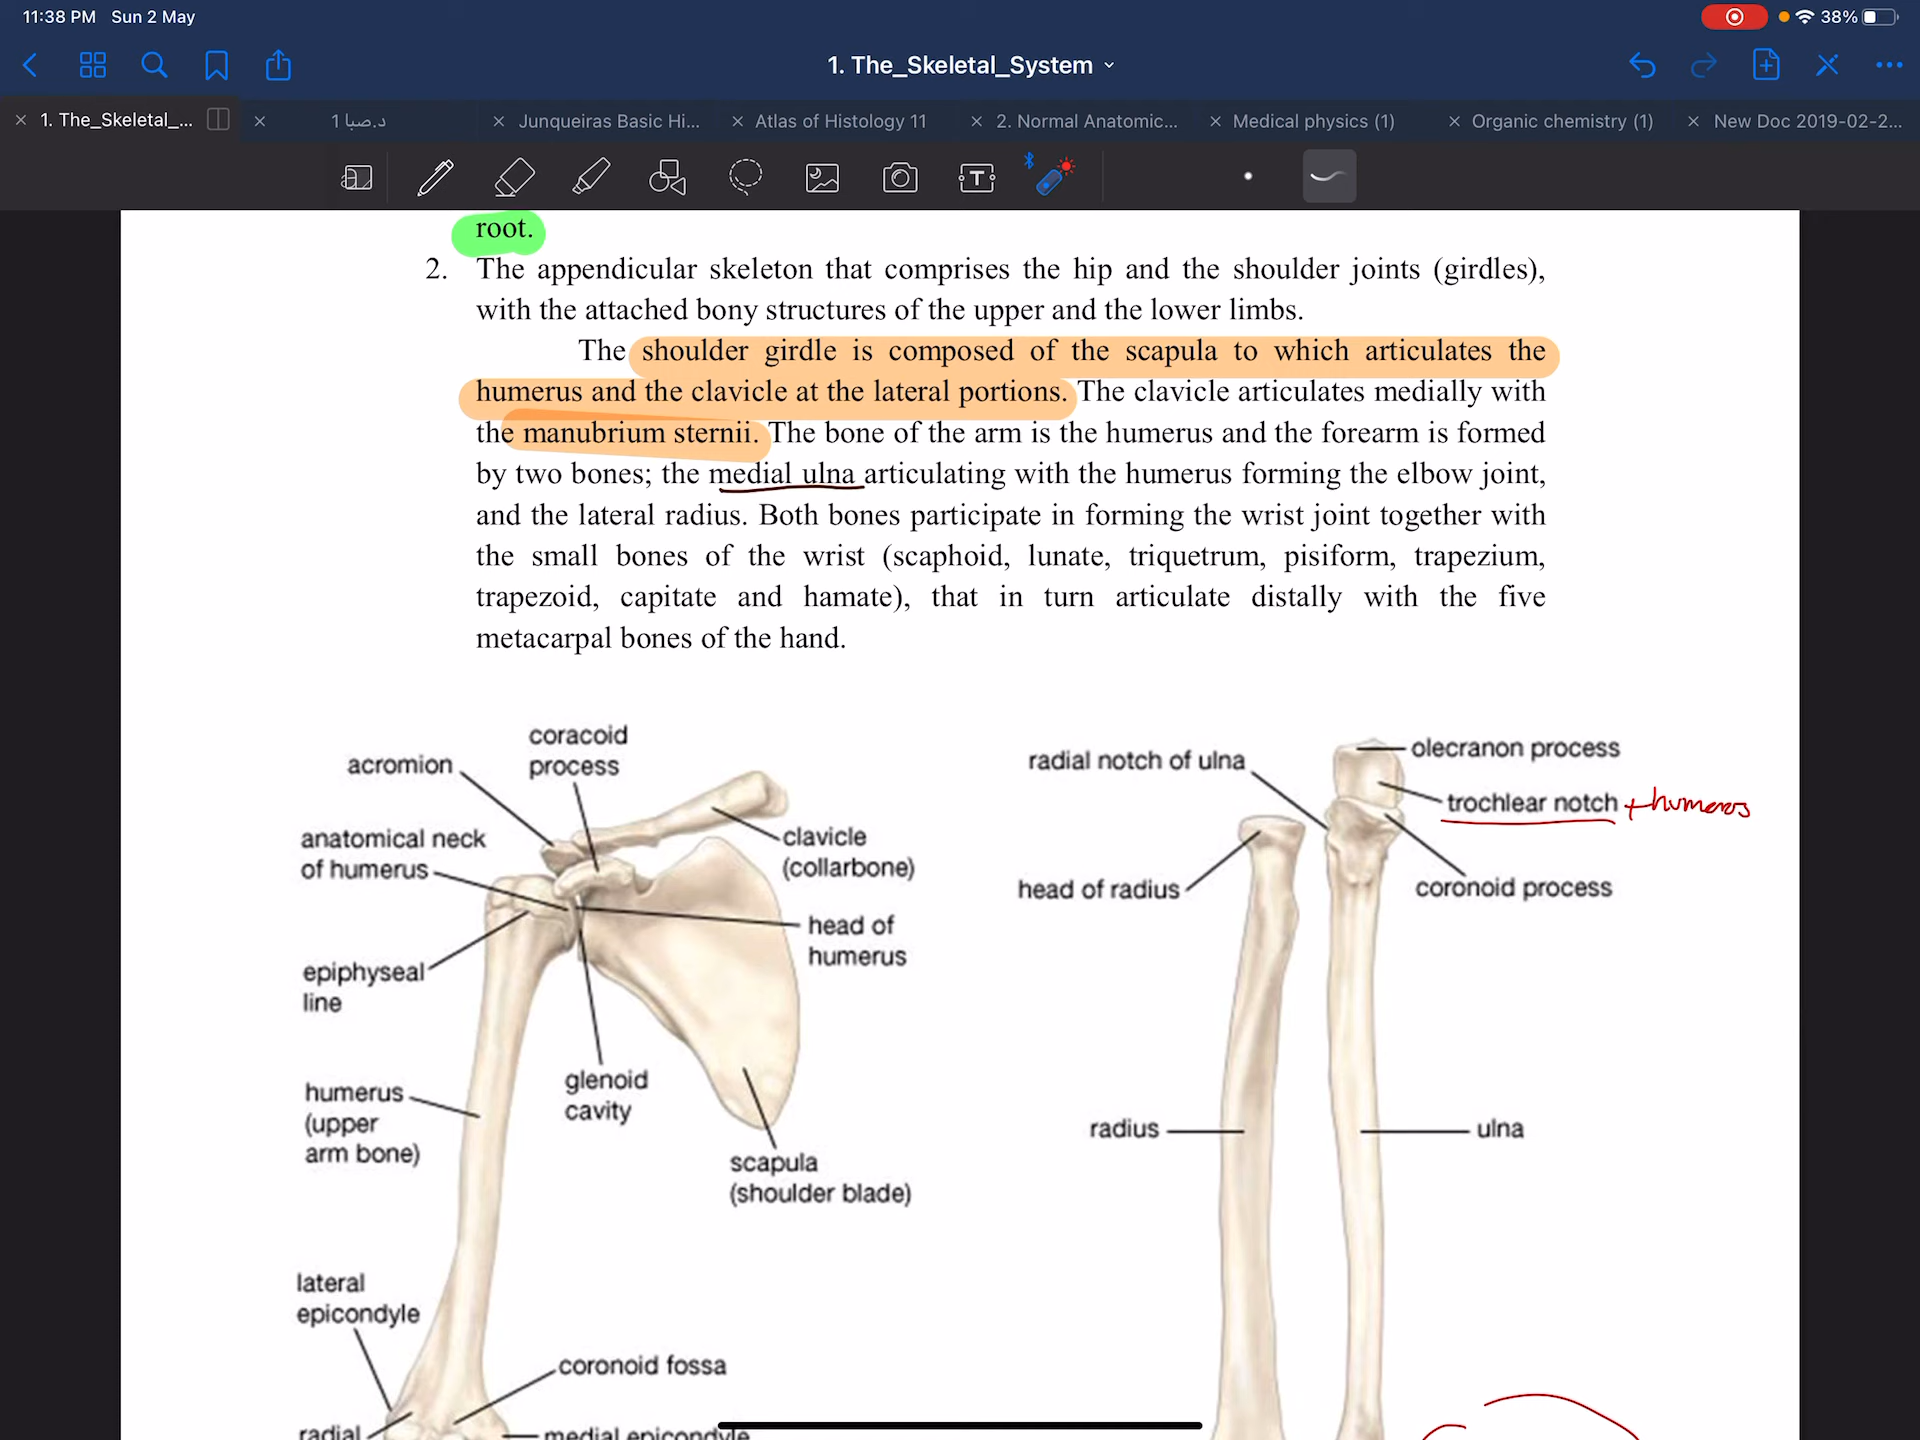 11:38 PM Sun 2 May
38%
1. The_Skeletal_System
1. The_Skeletal_...
د.صبا 1
Junqueiras Basic Hi...
Atlas of Histology 11
2. Normal Anatomic...
Medical physics (1)
Organic chemistry (1)
New Doc 2019-02-2...
root.
2. The appendicular skeleton that comprises the hip and the shoulder joints (girdles),
with the attached bony structures of the upper and the lower limbs.
The shoulder girdle is composed of the scapula to which articulates the
humerus and the clavicle at the lateral portions. The clavicle articulates medially with
the manubrium sternii. The bone of the arm is the humerus and the forearm is formed
by two bones; the medial ulna articulating with the humerus forming the elbow joint,
and the lateral radius. Both bones participate in forming the wrist joint together with
the small bones of the wrist (scaphoid, lunate, triquetrum, pisiform, trapezium,
trapezoid, capitate and hamate), that in turn articulate distally with the five
metacarpal bones of the hand.
coracoid
process
acromion
anatomical neck
of humerus
clavicle
(collarbone)
head of
humerus
epiphyseal
line
glenoid
cavity
humerus
(upper
arm bone)
scapula
(shoulder blade)
lateral
epicondyle
coronoid fossa
radial
medial epicondyle
radial notch of ulna
olecranon process
trochlear notch + humeros
head of radius
coronoid process
radius
ulna